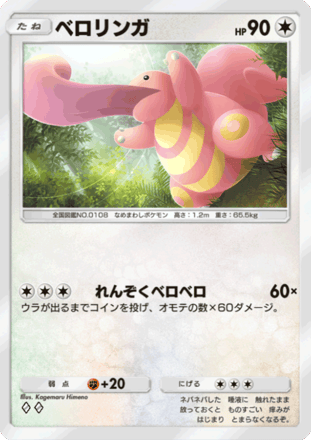 たね ベロリンガ HP 90
全国図鑑NO.0108 なめまわしポケモン 高さ:1.2m 重さ:65.5kg
れんぞくベロベロ 60×
ウラが出るまでコインを投げ、オモテの数×60ダメージ。
弱点 +20 にげる
Illus. Kagemaru Himeno
ネバネバした 唾液に 触れたまま
放っておくと ものすごい 痒みが
はじまり とまらなくなるぞ。